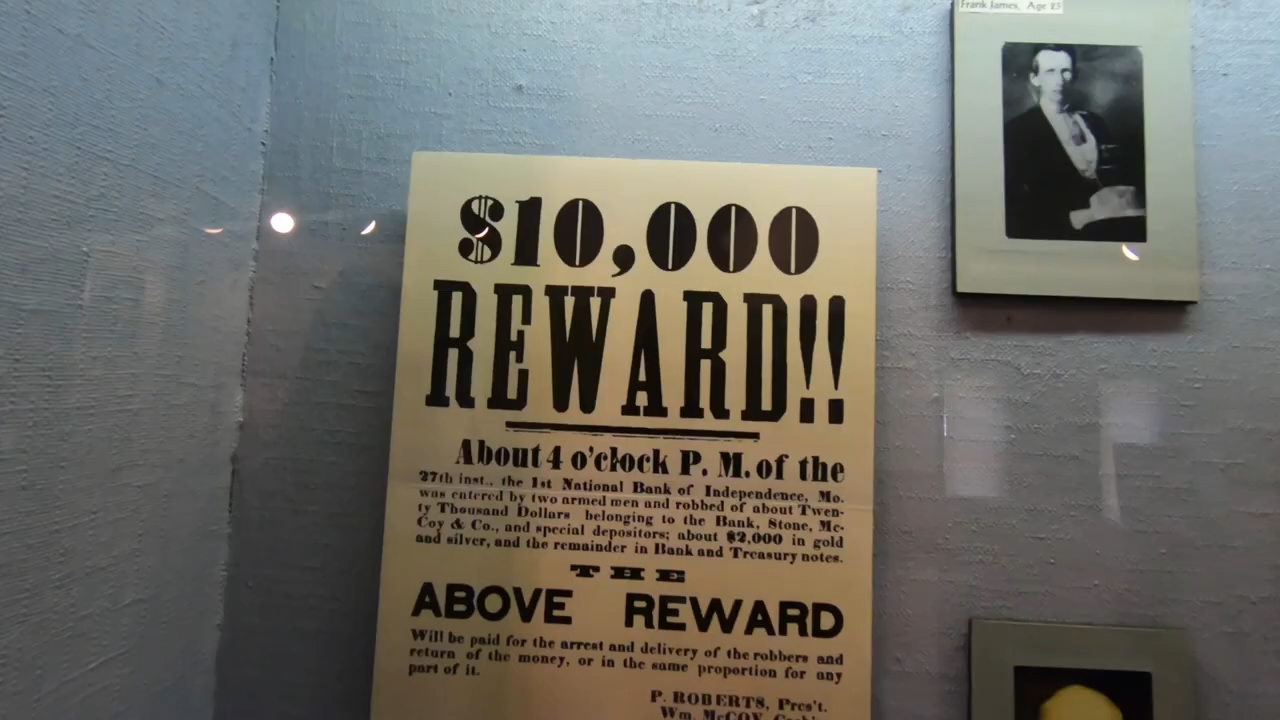 Frank James, Age 23
$10,000
REWARD!!
About 4 o'clock P. M. of the
27th inst., the 1st National Bank of Independence, Mo.
was entered by two armed men and robbed of about Twen-
ty Thousand Dollars belonging to the Bank, Stone, Mc-
Coy & Co., and special depositors; about $2,000 in gold
and silver, and the remainder in Bank and Treasury notes.
THE
ABOVE REWARD
Will be paid for the arrest and delivery of the robbers and
return of the money, or in the same proportion for any
part of it.
P. ROBERTS, Pres't.
Wm. McCOY,